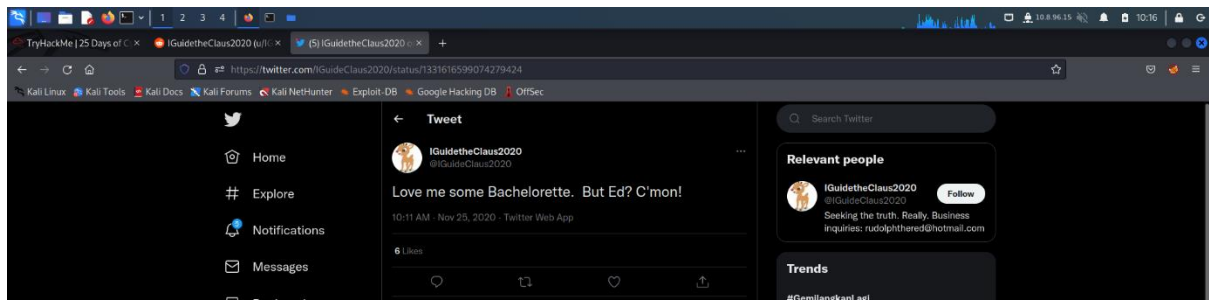 1 2 3 4
10.8.96.15
10:16
TryHackMe | 25 Days of C
IGuidetheClaus2020 (u/IG
(5) IGuidetheClaus2020 o
https://twitter.com/IGuideClaus2020/status/1331616599074279424
Kali Linux Kali Tools Kali Docs Kali Forums Kali NetHunter Exploit-DB Google Hacking DB OffSec
Tweet
Search Twitter
Home
Explore
Notifications
Messages
IGuidetheClaus2020
@IGuideClaus2020
Love me some Bachelorette. But Ed? C'mon!
10:11 AM · Nov 25, 2020 · Twitter Web App
6 Likes
Relevant people
IGuidetheClaus2020
@IGuideClaus2020
Follow
Seeking the truth. Really. Business
inquiries: rudolphthered@hotmail.com
Trends
#GemilangkanLagi